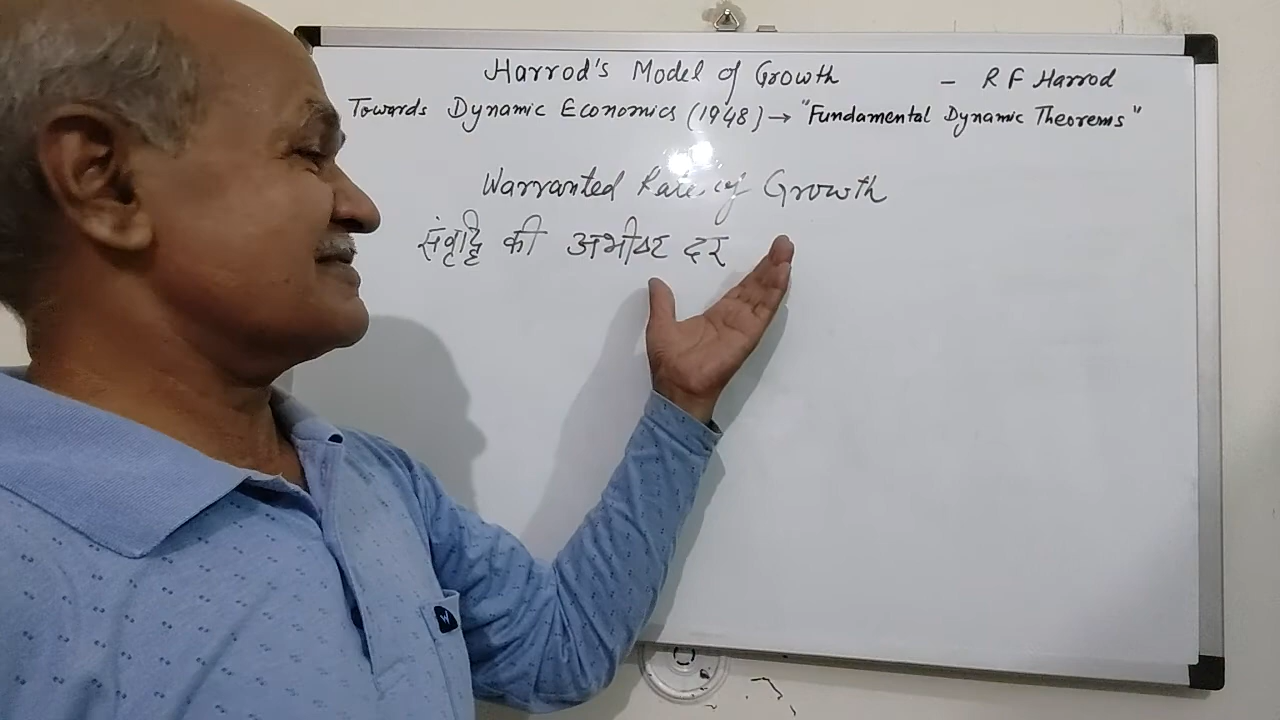 Harrod's Model of Growth - R F Harrod
Towards Dynamic Economics (1948) → "Fundamental Dynamic Theorems"
Warranted Rate of Growth
संवृद्धि की अभीष्ट दर
W